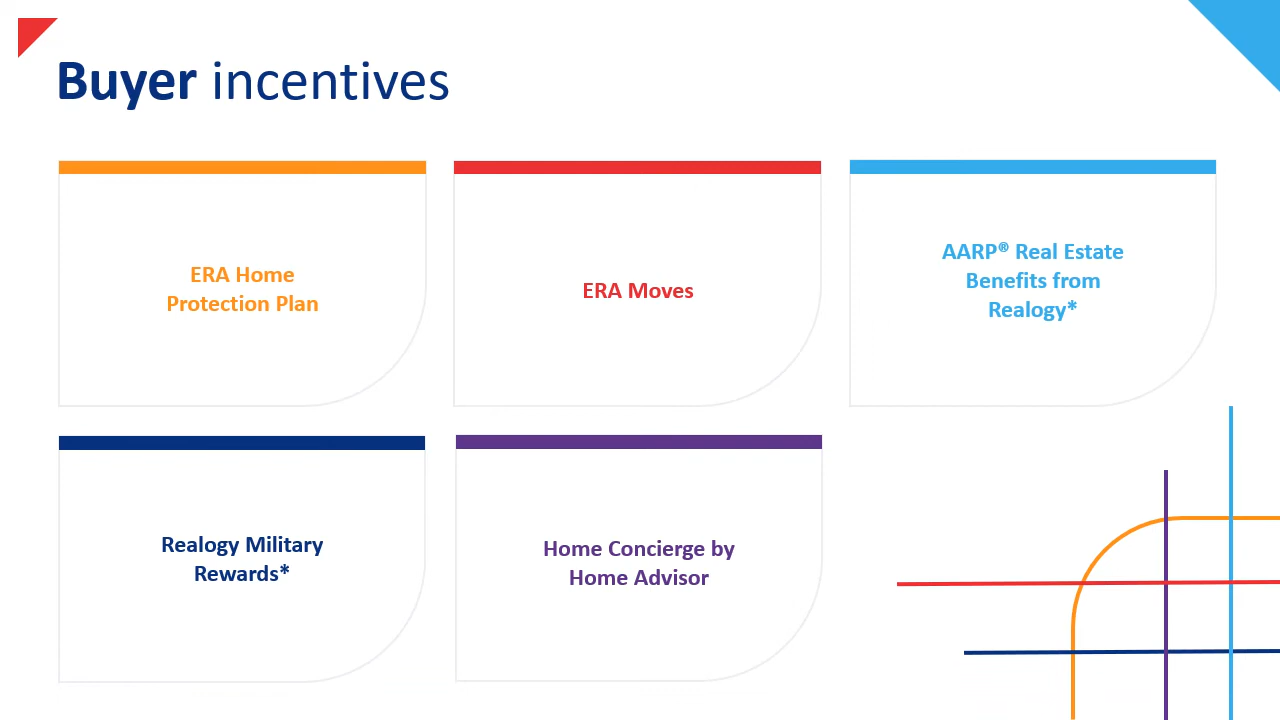 Buyer incentives
ERA Home
Protection Plan
ERA Moves
AARP® Real Estate
Benefits from
Realogy*
Realogy Military
Rewards*
Home Concierge by
Home Advisor